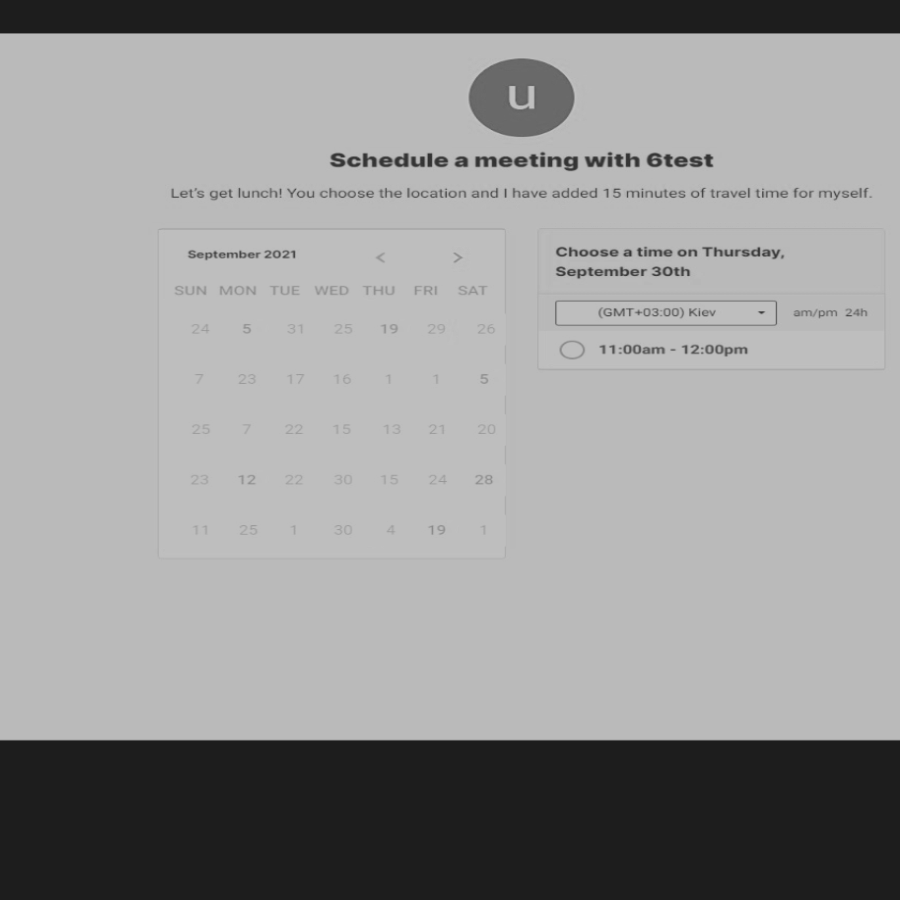 u
Schedule a meeting with 6test
Let's get lunch! You choose the location and I have added 15 minutes of travel time for myself.
September 2021 < >
SUN MON TUE WED THU FRI SAT
24 5 31 25 19 29 26
7 23 17 16 1 1 5
25 7 22 15 13 21 20
23 12 22 30 15 24 28
11 25 1 30 4 19 1
Choose a time on Thursday,
September 30th
(GMT+03:00) Kiev am/pm 24h
11:00am - 12:00pm